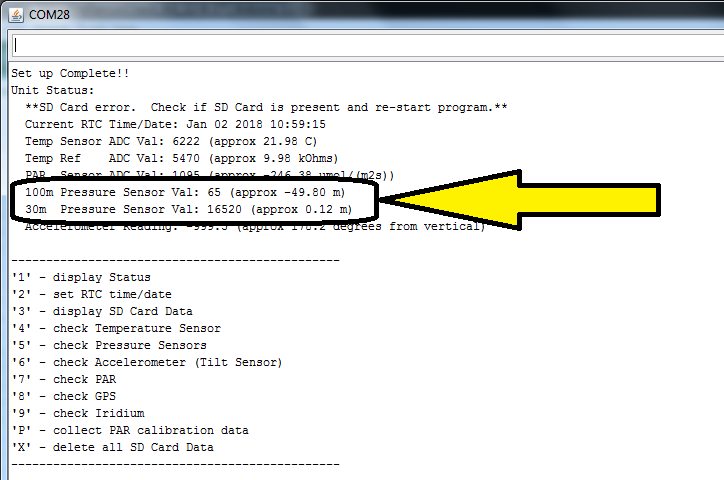 COM28
Set up Complete!!
Unit Status:
**SD Card error.  Check if SD Card is present and re-start program.**
Current RTC Time/Date: Jan 02 2018 10:59:15
Temp Sensor ADC Val: 6222 (approx 21.98 C)
Temp Ref    ADC Val: 5470 (approx 9.98 kOhms)
PAR  Sensor ADC Val: 1095 (approx -246.38 umol/(m2s))
100m Pressure Sensor Val: 65 (approx -49.80 m)
30m  Pressure Sensor Val: 16520 (approx 0.12 m)
Accelerometer Reading: -999.5 (approx 178.2 degrees from vertical)
-----------------------------------------------
'1' - display Status
'2' - set RTC time/date
'3' - display SD Card Data
'4' - check Temperature Sensor
'5' - check Pressure Sensors
'6' - check Accelerometer (Tilt Sensor)
'7' - check PAR
'8' - check GPS
'9' - check Iridium
'P' - collect PAR calibration data
'X' - delete all SD Card Data
-----------------------------------------------